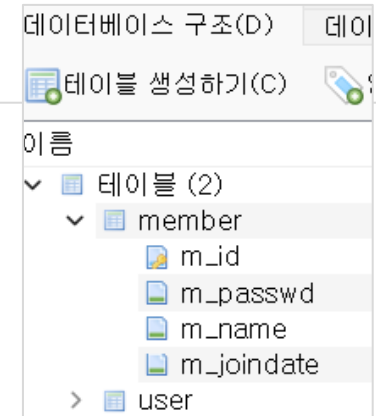 데이터베이스 구조(D) 데이
테이블 생성하기(C)
이름
테이블 (2)
member
m_id
m_passwd
m_name
m_joindate
user